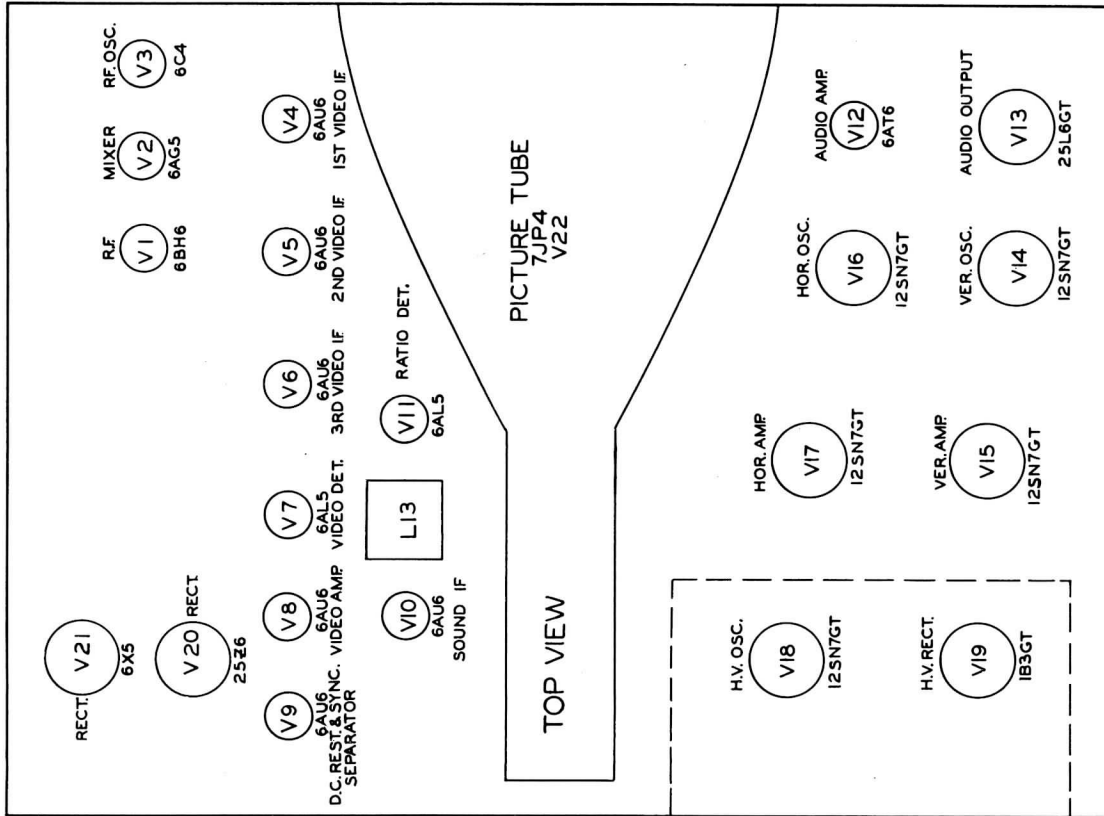 RF. OSC.
V3
6C4
MIXER
V2
6AG5
R.F.
V1
6BH6
V4
6AU6
1ST VIDEO I.F.
V5
6AU6
2ND VIDEO I.F.
V6
6AU6
3RD VIDEO I.F.
V7
6AL5
VIDEO DET.
V8
6AU6
VIDEO AMP.
V9
6AU6
D.C. REST. & SYNC.
SEPARATOR
RECT.
V21
6X5
RECT.
V20
25Z6
RATIO DET.
V11
6AL5
L13
V10
6AU6
SOUND IF
PICTURE TUBE
7JP4
V22
TOP VIEW
AUDIO AMP.
V12
6AT6
AUDIO OUTPUT
V13
25L6GT
HOR. OSC.
V16
12SN7GT
VER. OSC.
V14
12SN7GT
HOR. AMP.
V17
12SN7GT
VER. AMP.
V15
12SN7GT
H.V. OSC.
V18
12SN7GT
H.V. RECT.
V19
1B3GT